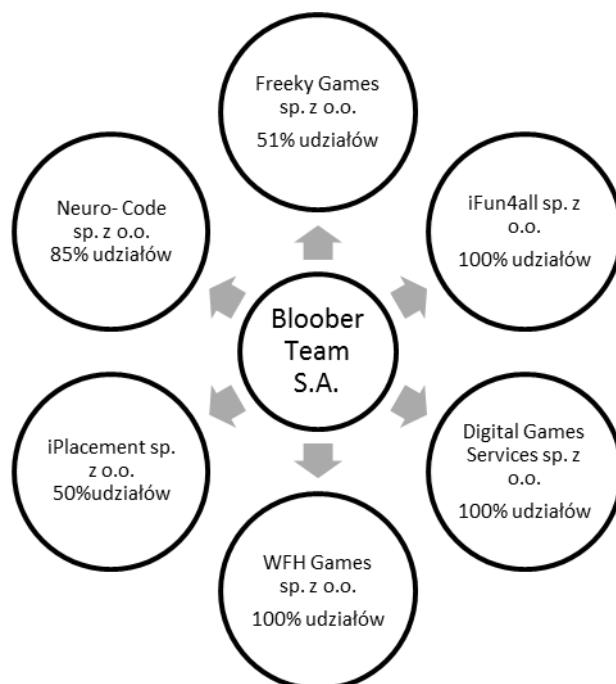 Freeky Games
sp. z o.o.
51% udziałów
iFun4all sp. z
o.o.
100% udziałów
Digital Games
Services sp. z
o.o.
100% udziałów
WFH Games
sp. z o.o.
100% udziałów
iPlacement sp.
z o.o.
50%udziałów
Neuro- Code
sp. z o.o.
85% udziałów
Bloober
Team
S.A.